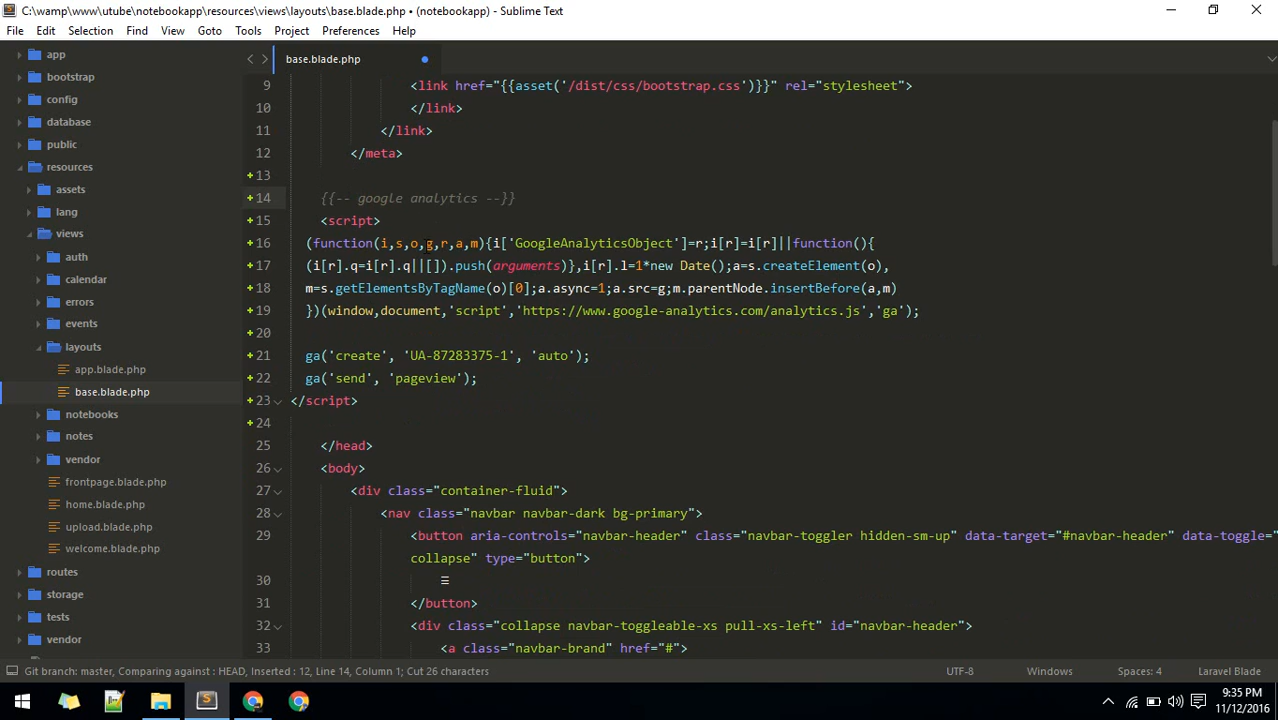 C:\wamp\www\utube\notebookapp\resources\views\layouts\base.blade.php • (notebookapp) - Sublime Text
File Edit Selection Find View Goto Tools Project Preferences Help
app
bootstrap
config
database
public
resources
assets
lang
views
auth
calendar
errors
events
layouts
app.blade.php
base.blade.php
notebooks
notes
vendor
frontpage.blade.php
home.blade.php
upload.blade.php
welcome.blade.php
routes
storage
tests
vendor
base.blade.php
9 <link href="{{asset('/dist/css/bootstrap.css')}}" rel="stylesheet">
10 </link>
11 </link>
12 </meta>
13
14 {{-- google analytics --}}
15 <script>
16 (function(i,s,o,g,r,a,m){i['GoogleAnalyticsObject']=r;i[r]=i[r]||function(){
17 (i[r].q=i[r].q||[]).push(arguments)},i[r].l=1*new Date();a=s.createElement(o),
18 m=s.getElementsByTagName(o)[0];a.async=1;a.src=g;m.parentNode.insertBefore(a,m)
19 })(window,document,'script','https://www.google-analytics.com/analytics.js','ga');
20
21 ga('create', 'UA-87283375-1', 'auto');
22 ga('send', 'pageview');
23 </script>
24
25 </head>
26 <body>
27 <div class="container-fluid">
28 <nav class="navbar navbar-dark bg-primary">
29 <button aria-controls="navbar-header" class="navbar-toggler hidden-sm-up" data-target="#navbar-header" data-toggle="
collapse" type="button">
30 ☰
31 </button>
32 <div class="collapse navbar-toggleable-xs pull-xs-left" id="navbar-header">
33 <a class="navbar-brand" href="#">
Git branch: master, Comparing against : HEAD, Inserted : 12, Line 14, Column 1; Cut 26 characters
UTF-8 Windows Spaces: 4 Laravel Blade
9:35 PM
11/12/2016